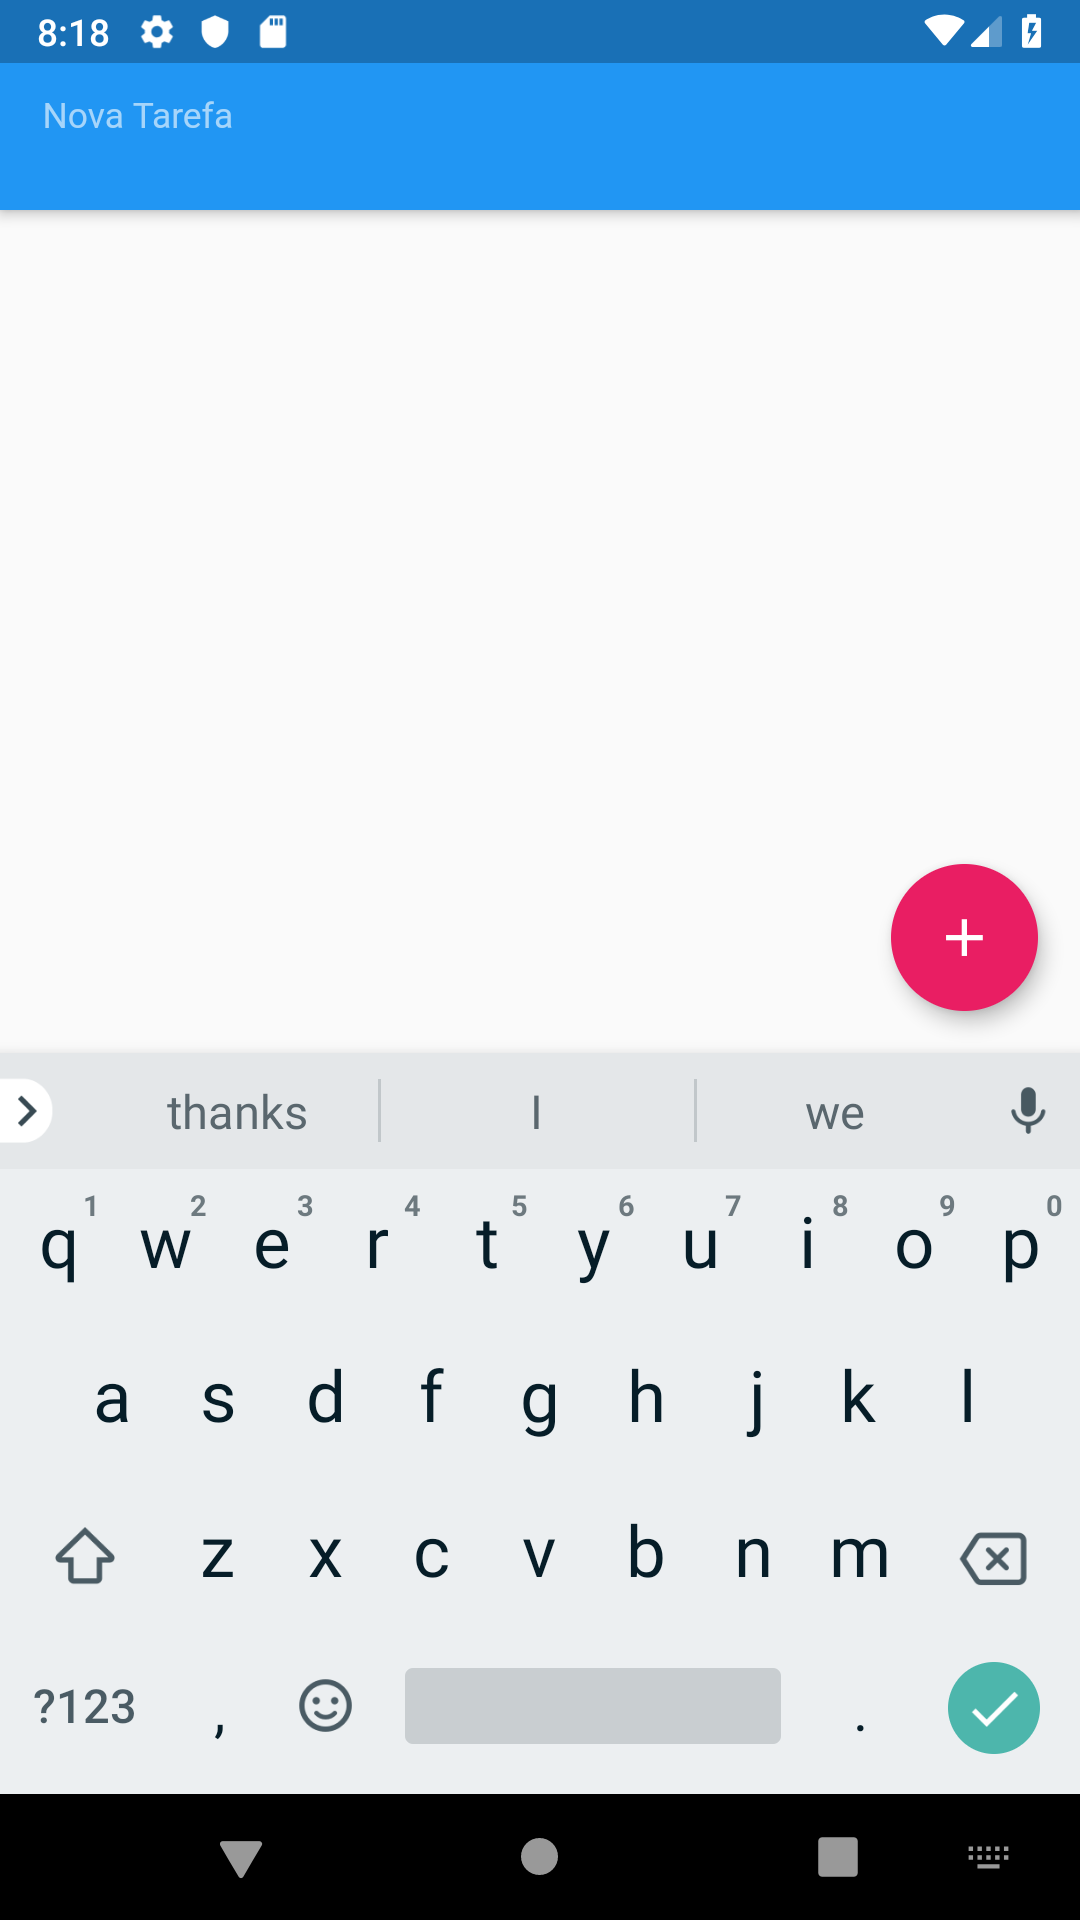 8:18
Nova Tarefa
thanks I we
1 2 3 4 5 6 7 8 9 0
q w e r t y u i o p
a s d f g h j k l
z x c v b n m
?123 , .